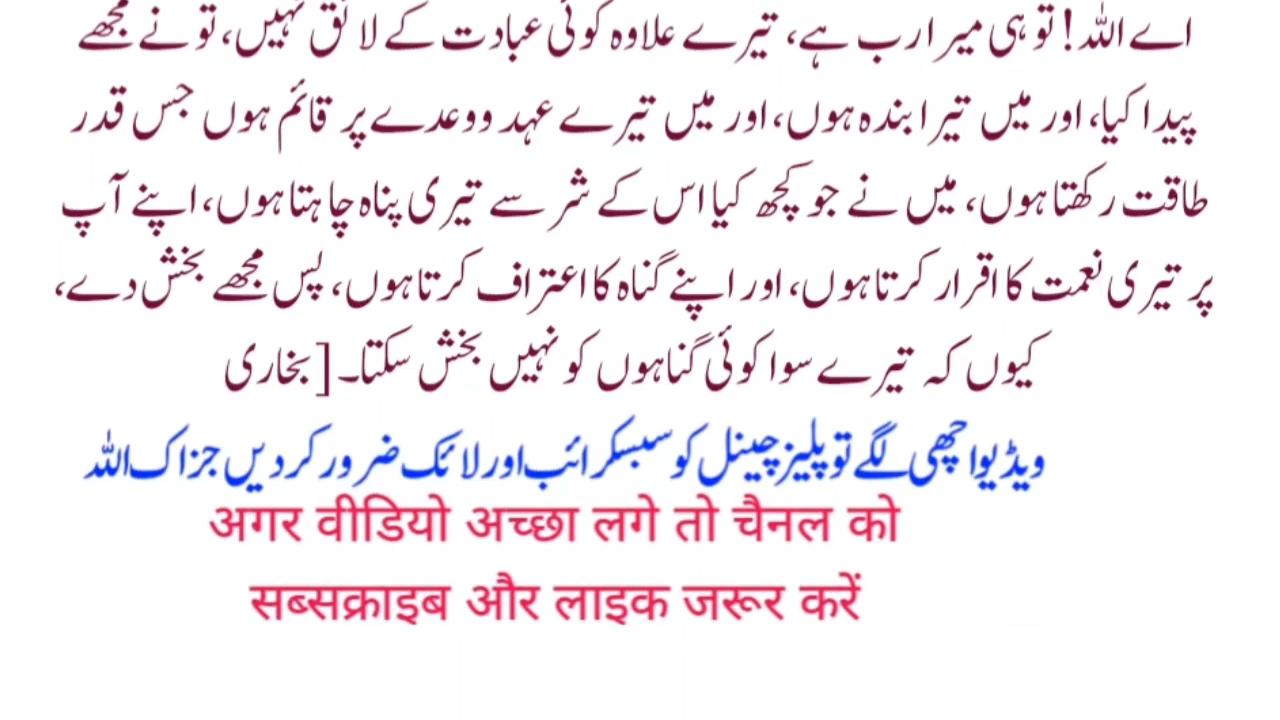 اے اللہ! تو ہی میرا رب ہے، تیرے علاوہ کوئی عبادت کے لائق نہیں، تو نے مجھے
پیدا کیا، اور میں تیرا بندہ ہوں، اور میں تیرے عہد و وعدے پر قائم ہوں جس قدر
طاقت رکھتا ہوں، میں نے جو کچھ کیا اس کے شر سے تیری پناہ چاہتا ہوں، اپنے آپ
پر تیری نعمت کا اقرار کرتا ہوں، اور اپنے گناہ کا اعتراف کرتا ہوں، پس مجھے بخش دے،
کیوں کہ تیرے سوا کوئی گناہوں کو نہیں بخش سکتا۔ [بخاری
ویڈیو اچھی لگے تو پلیز چینل کو سبسکرائب اور لائک ضرور کر دیں جزاک اللہ
अगर वीडियो अच्छा लगे तो चैनल को
सब्सक्राइब और लाइक जरूर करें